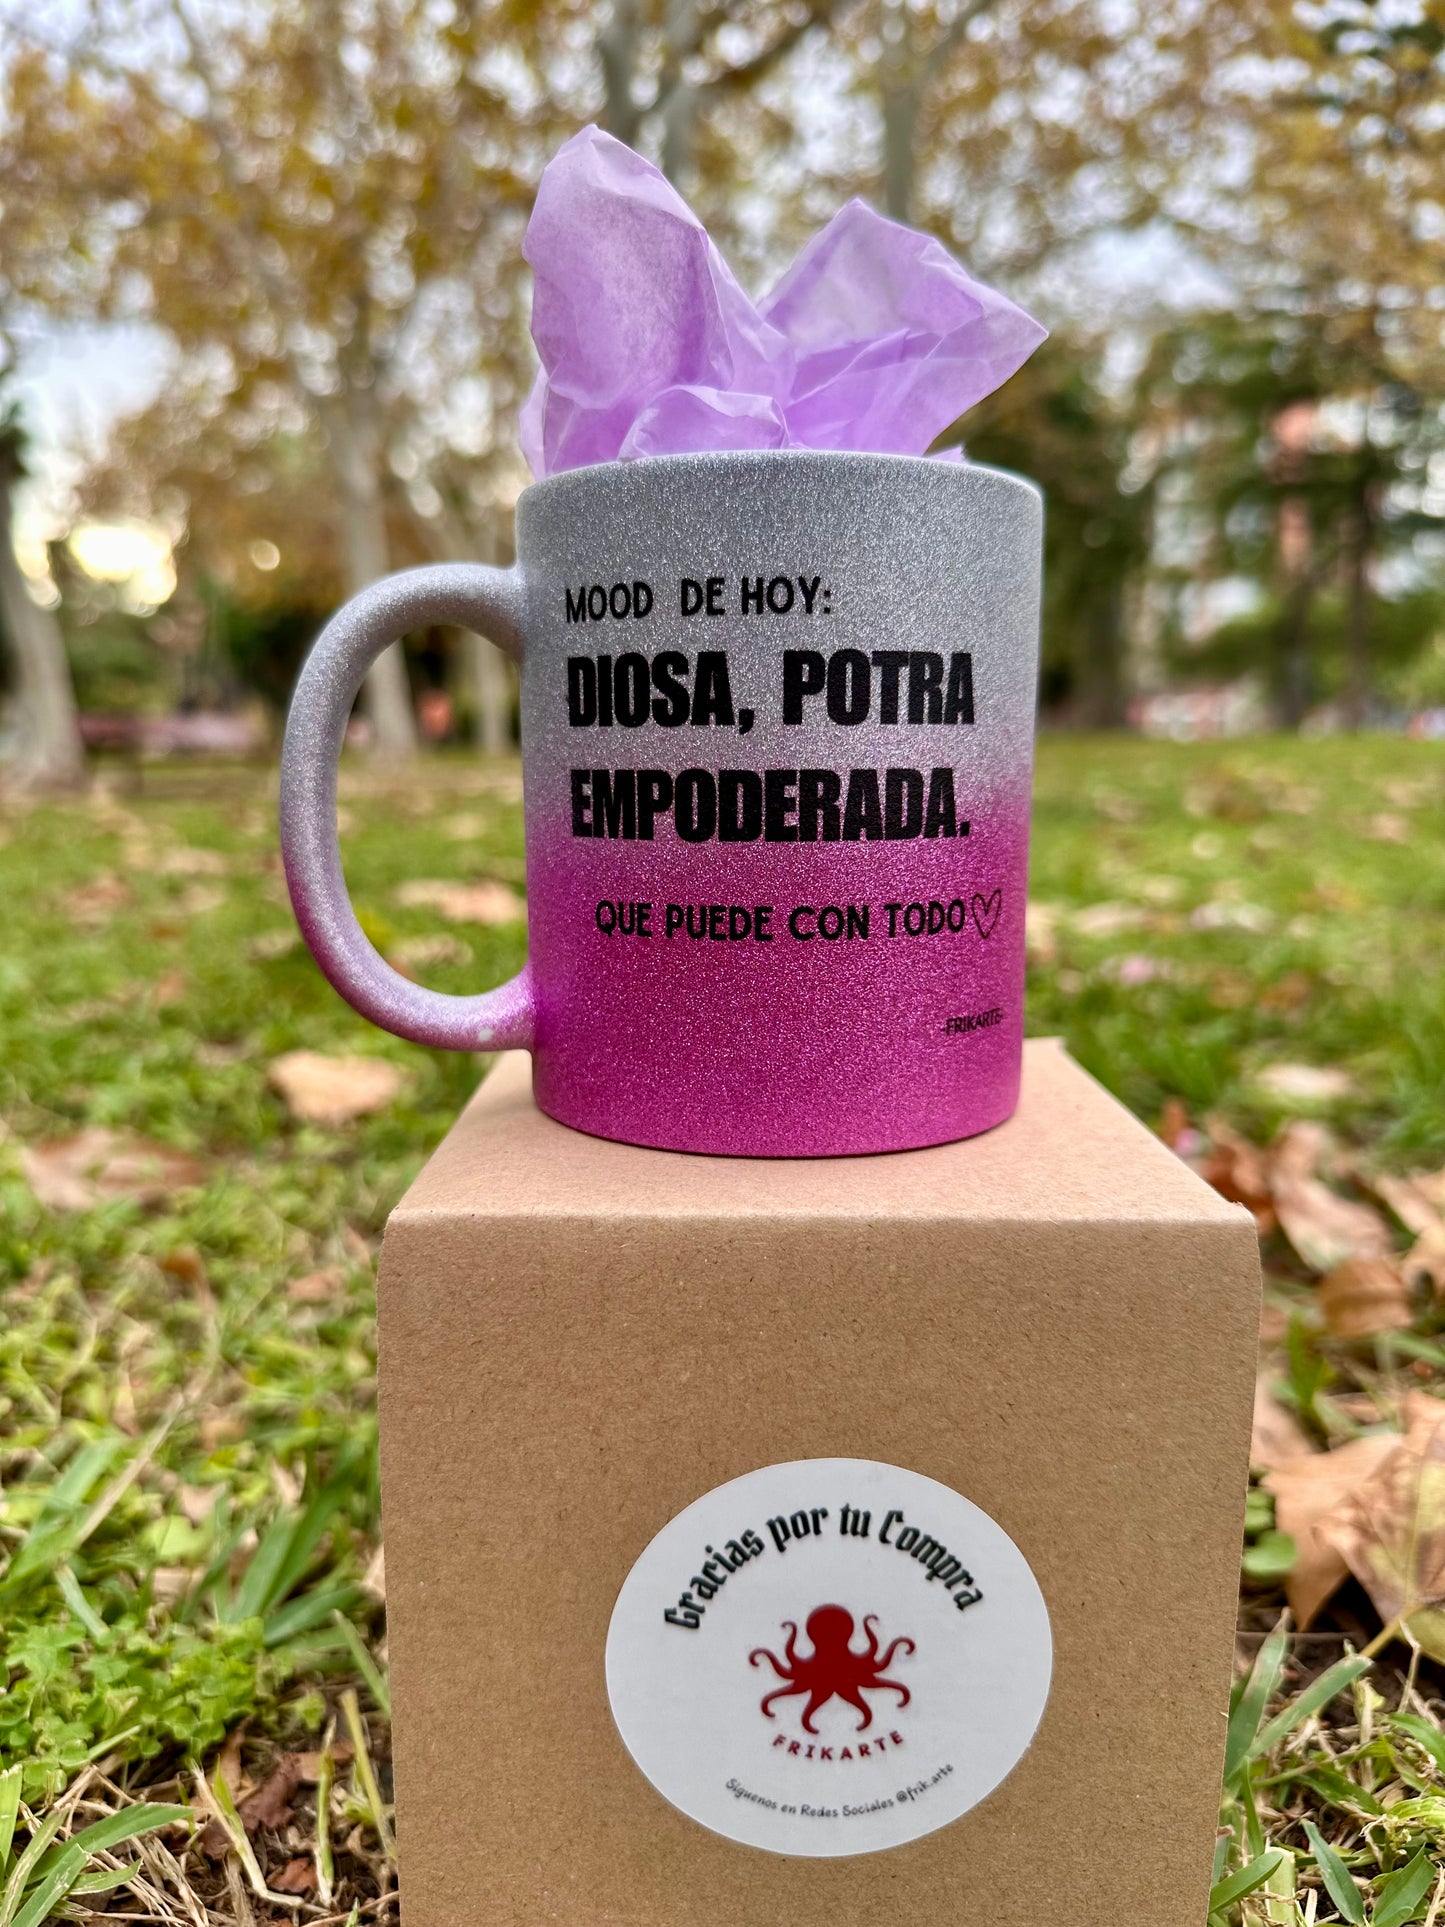 MOOD DE HOY:
DIOSA, POTRA
EMPODERADA.
QUE PUEDE CON TODO
-FRIKARTE-
Gracias por tu Compra
FRIKARTE
Siguenos en Redes Sociales @frik.arte